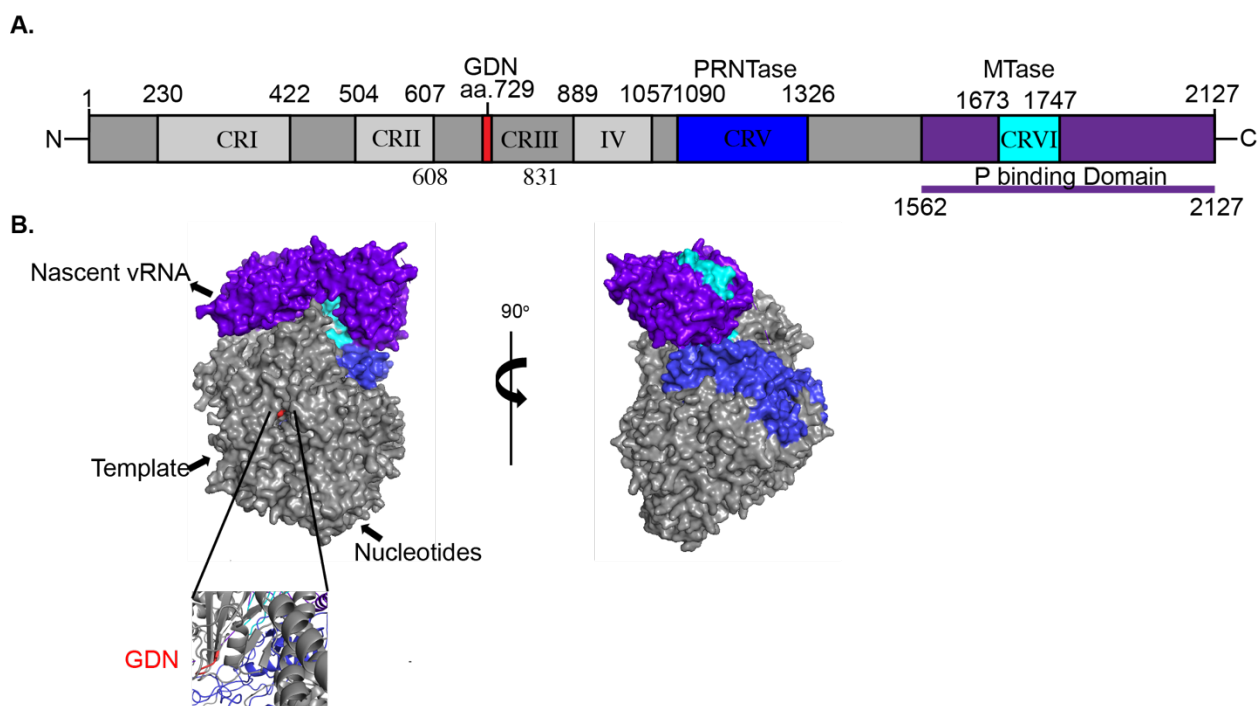 A.
GDN PRNTase MTase
1 230 422 504 607 aa.729 889 1057 1090 1326 1673 1747 2127
N CRI CRII CRIII IV CRV CRVI C
608 831 P binding Domain
1562 2127
B.
Nascent vRNA
90°
Template
Nucleotides
GDN